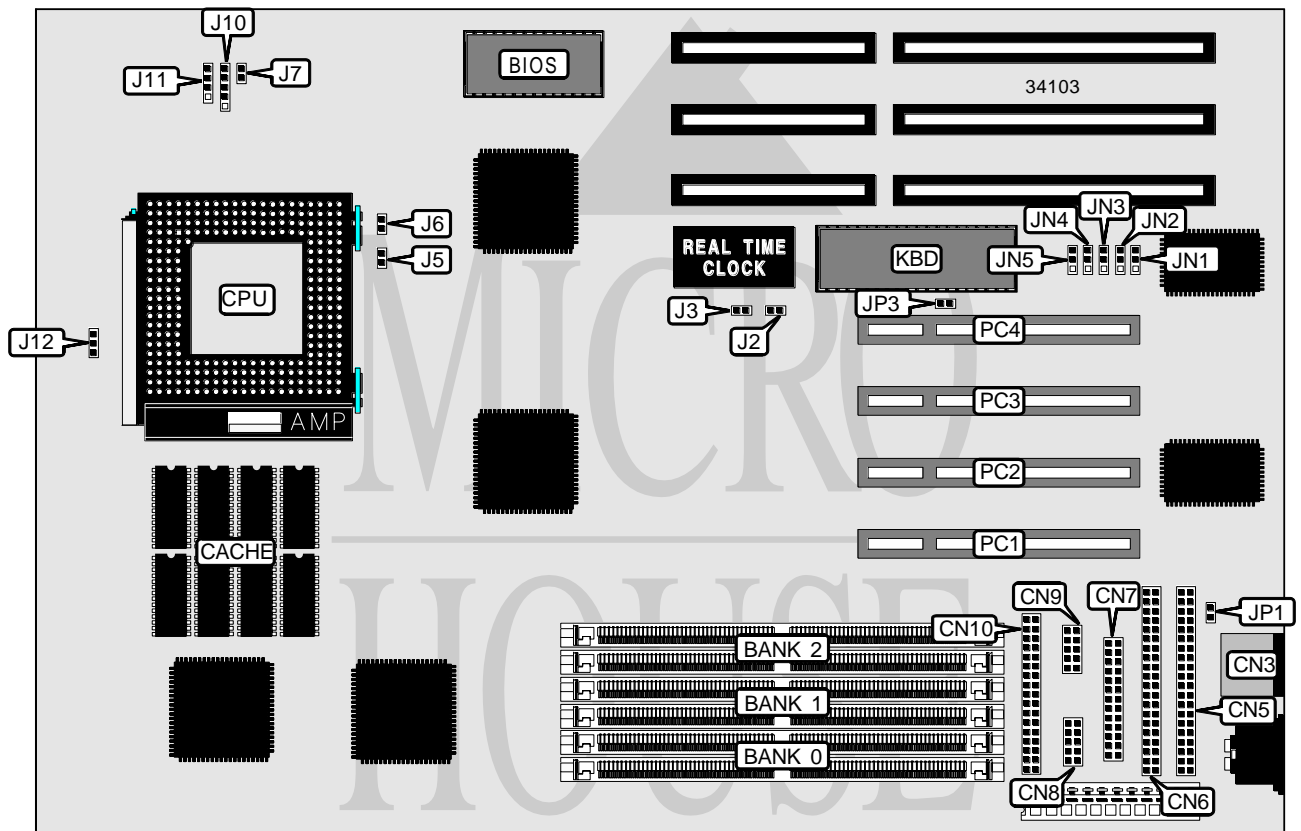 J10
J11
J7
BIOS
34103
J6
J5
REAL TIME
CLOCK
KBD
JN5
JN4
JN3
JN2
JN1
CPU
J12
J3
J2
JP3
PC4
AMP
PC3
PC2
PC1
CACHE
MICRO
HOUSE
BANK 2
BANK 1
BANK 0
CN10
CN9
CN7
JP1
CN3
CN5
CN8
CN6